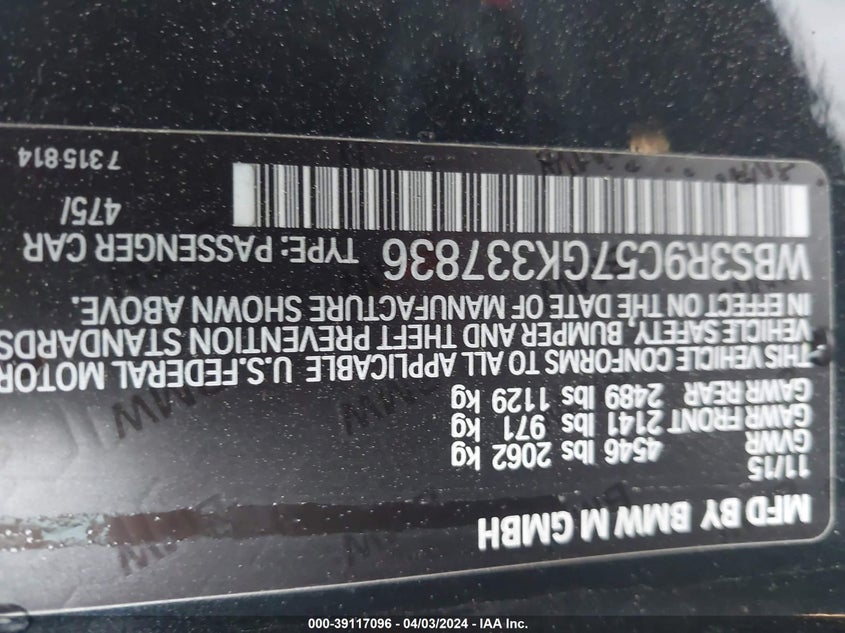 MFD BY BMW M GMBH
11/15
GVWR 4546 lbs 2062 kg
GAWR FRONT 2141 lbs 971 kg
GAWR REAR 2489 lbs 1129 kg
THIS VEHICLE CONFORMS TO ALL APPLICABLE U.S.FEDERAL MOTOR
VEHICLE SAFETY, BUMPER AND THEFT PREVENTION STANDARDS
IN EFFECT ON THE DATE OF MANUFACTURE SHOWN ABOVE.
WBS3R9C57GK337836 TYPE: PASSENGER CAR
475/
7 315 814
000-39117096 - 04/03/2024 - IAA Inc.